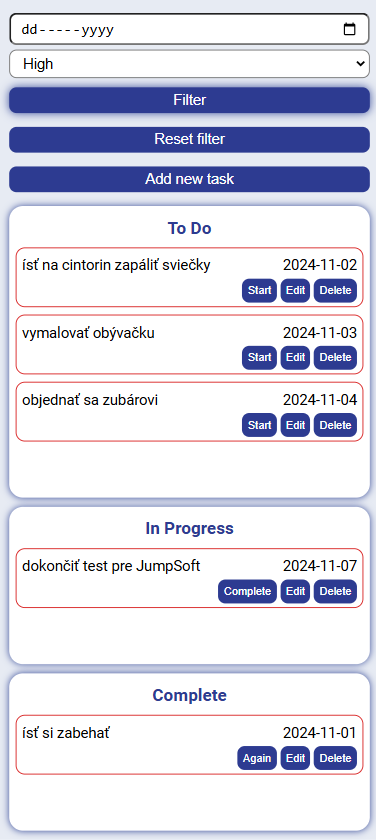 dd-----yyyy
High
Filter
Reset filter
Add new task
To Do
ísť na cintorin zapáliť sviečky 2024-11-02
Start Edit Delete
vymalovať obývačku 2024-11-03
Start Edit Delete
objednať sa zubárovi 2024-11-04
Start Edit Delete
In Progress
dokončiť test pre JumpSoft 2024-11-07
Complete Edit Delete
Complete
ísť si zabehať 2024-11-01
Again Edit Delete